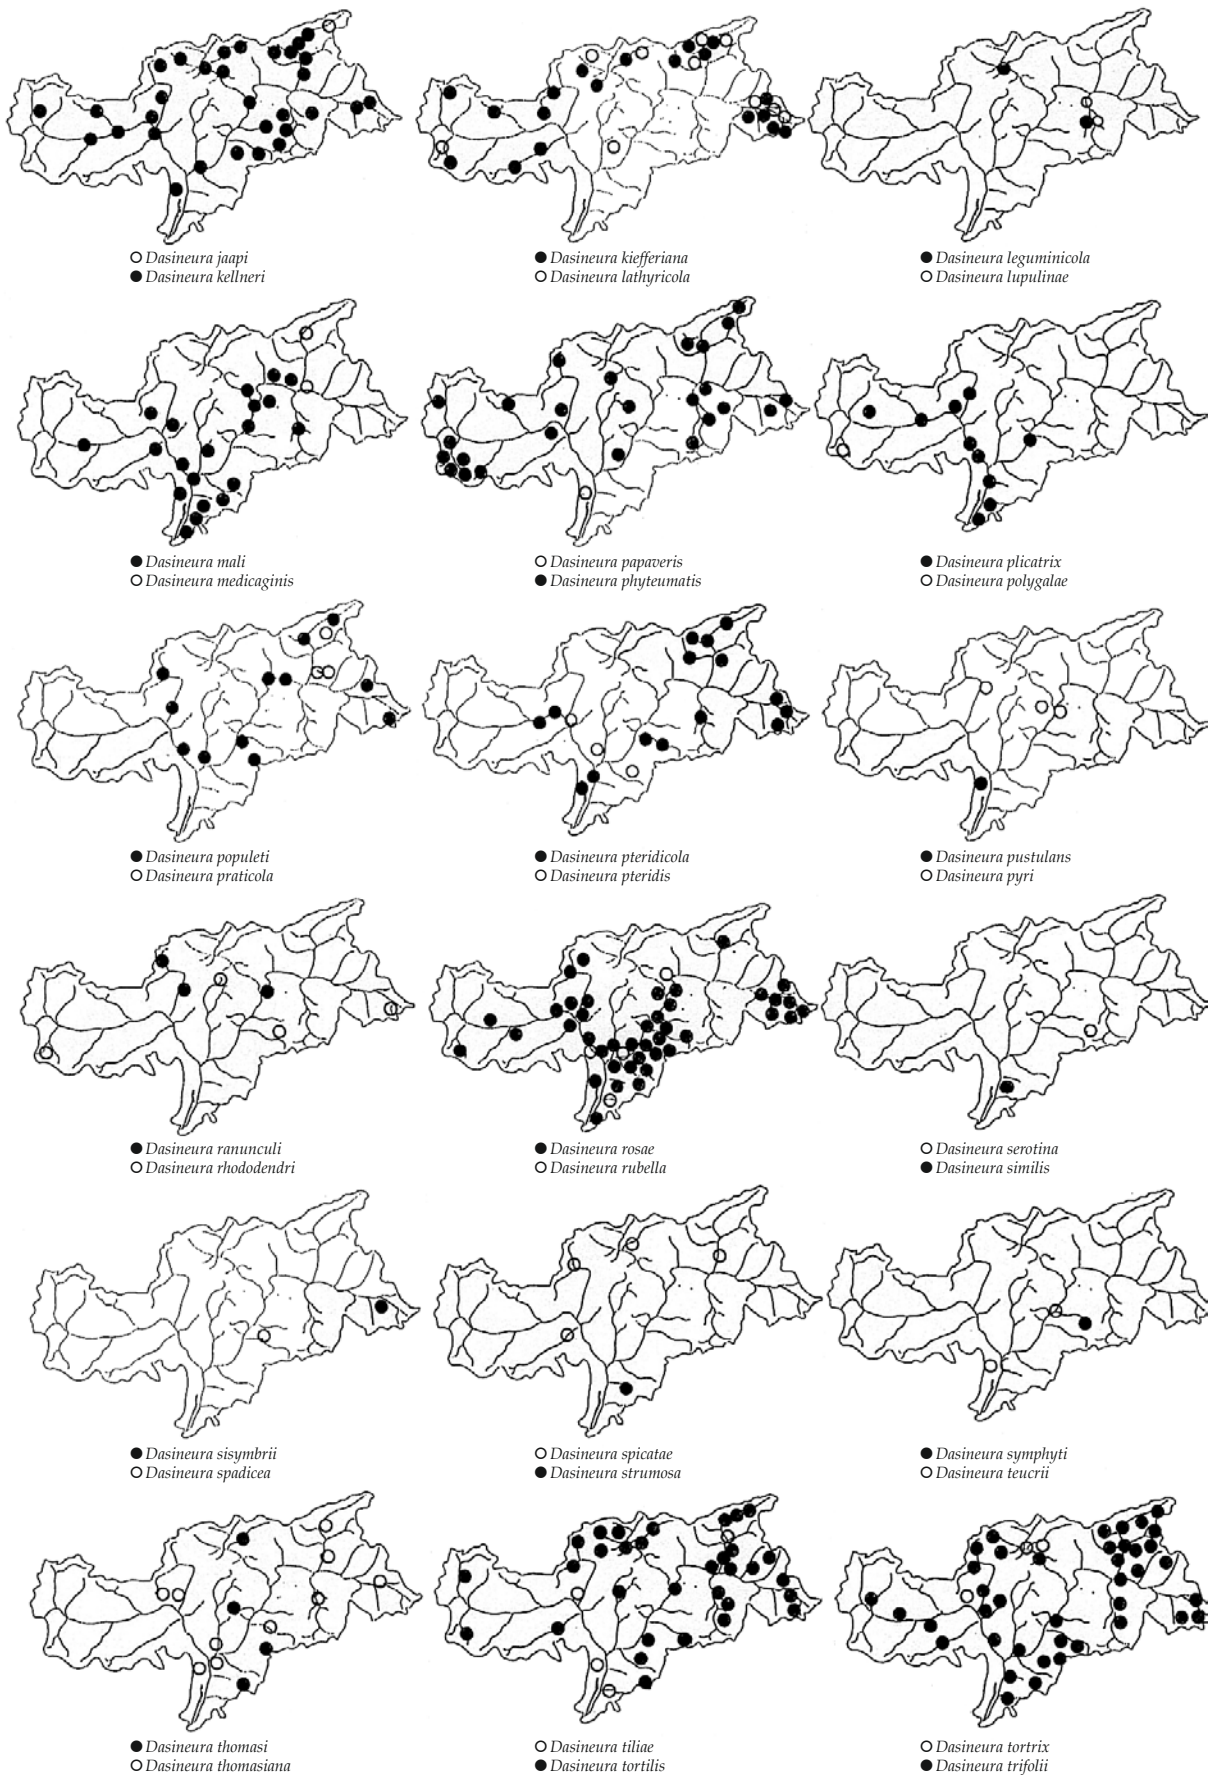 ○ Dasineura jaapi
● Dasineura kellneri
● Dasineura kiefferiana
○ Dasineura lathyricola
● Dasineura leguminicola
○ Dasineura lupulinae
● Dasineura mali
○ Dasineura medicaginis
○ Dasineura papaveris
● Dasineura phyteumatis
● Dasineura plicatrix
○ Dasineura polygalae
● Dasineura populeti
○ Dasineura praticola
● Dasineura pteridicola
○ Dasineura pteridis
● Dasineura pustulans
○ Dasineura pyri
● Dasineura ranunculi
○ Dasineura rhododendri
● Dasineura rosae
○ Dasineura rubella
○ Dasineura serotina
● Dasineura similis
● Dasineura sisymbrii
○ Dasineura spadicea
○ Dasineura spicatae
● Dasineura strumosa
● Dasineura symphyti
○ Dasineura teucrii
● Dasineura thomasi
○ Dasineura thomasiana
○ Dasineura tiliae
● Dasineura tortilis
○ Dasineura tortrix
● Dasineura trifolii